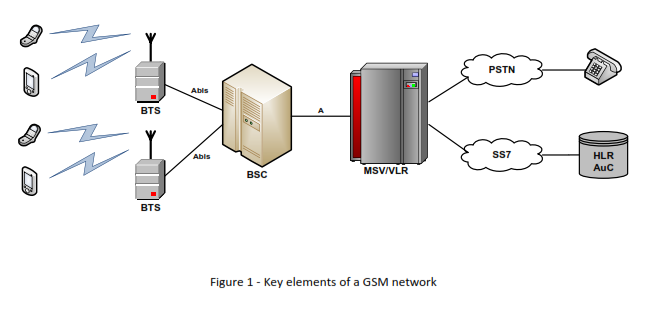 BTS
Abis
BTS
Abis
BSC
A
MSV/VLR
PSTN
SS7
HLR
AuC
Figure 1 - Key elements of a GSM network